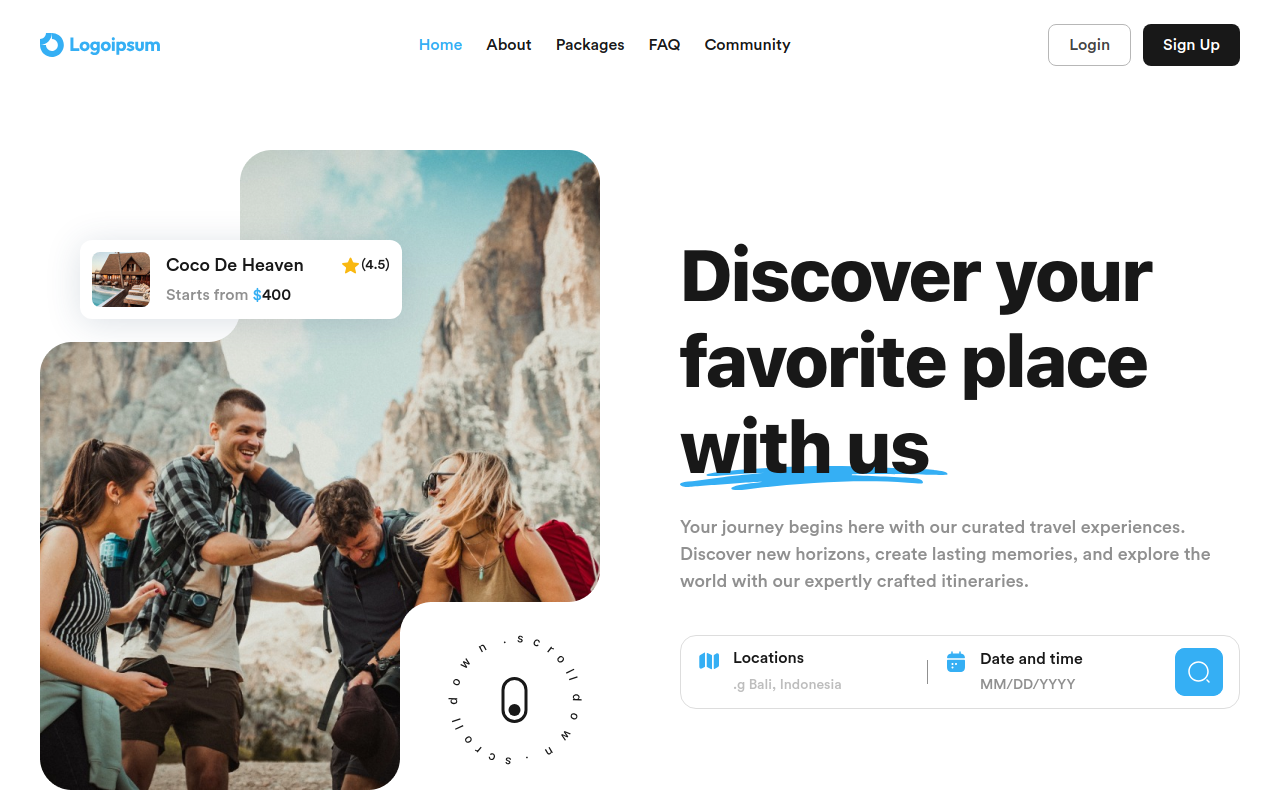 Logoipsum
Home About Packages FAQ Community
Login
Sign Up
Coco De Heaven
(4.5)
Starts from $400
Discover your
favorite place
with us
Your journey begins here with our curated travel experiences.
Discover new horizons, create lasting memories, and explore the
world with our expertly crafted itineraries.
Locations
.g Bali, Indonesia
Date and time
MM/DD/YYYY
scroll down . scroll down .